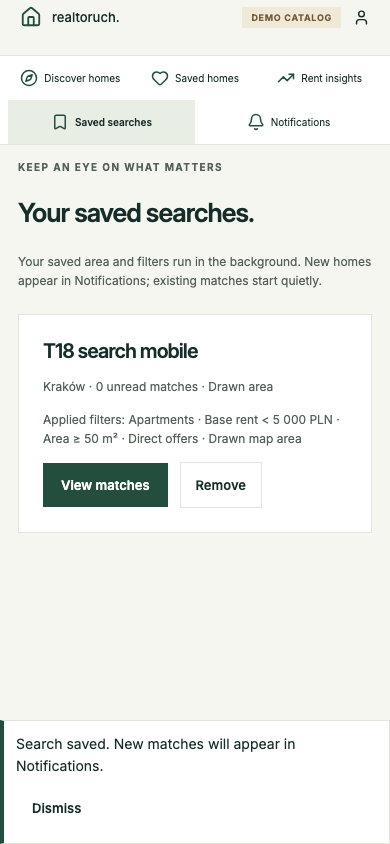 realtoruch.
DEMO CATALOG
Discover homes
Saved homes
Rent insights
Saved searches
Notifications
KEEP AN EYE ON WHAT MATTERS
Your saved searches.
Your saved area and filters run in the background. New homes
appear in Notifications; existing matches start quietly.
T18 search mobile
Kraków · 0 unread matches · Drawn area
Applied filters: Apartments · Base rent < 5 000 PLN ·
Area ≥ 50 m² · Direct offers · Drawn map area
View matches
Remove
Search saved. New matches will appear in
Notifications.
Dismiss